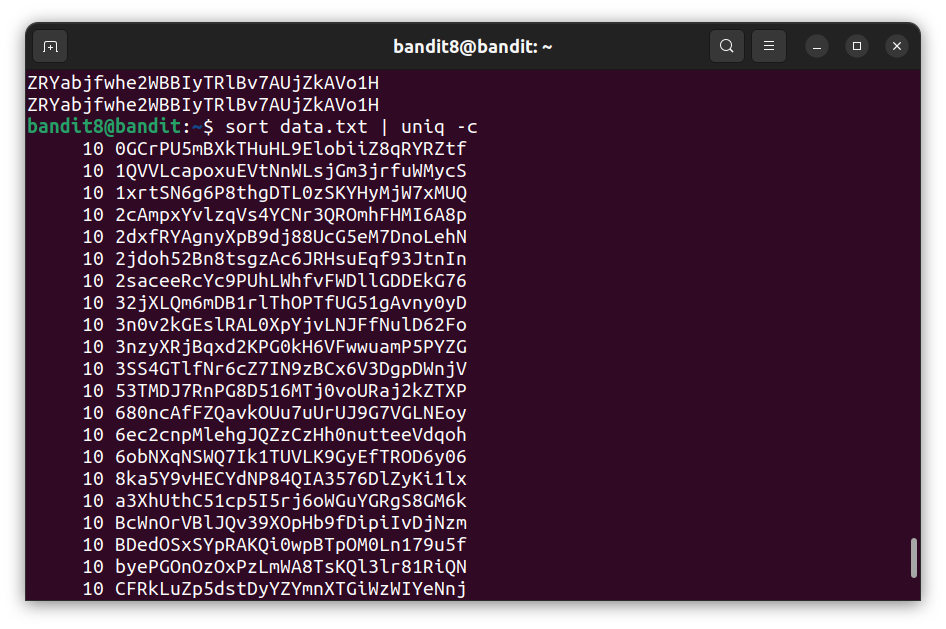 bandit8@bandit: ~
ZRYabjfwhe2WBBIyTRlBv7AUjZkAVo1H
ZRYabjfwhe2WBBIyTRlBv7AUjZkAVo1H
bandit8@bandit:~$ sort data.txt | uniq -c
10 0GCrPU5mBXkTHuHL9ElobiiZ8qRYRZtf
10 1QVVLcapoxuEVtNnWLsjGm3jrfuWMycS
10 1xrtSN6g6P8thgDTL0zSKYHyMjW7xMUQ
10 2cAmpxYvlzqVs4YCNr3QROmhFHMI6A8p
10 2dxfRYAgnyXpB9dj88UcG5eM7DnoLehN
10 2jdoh52Bn8tsgzAc6JRHsuEqf93JtnIn
10 2saceeRcYc9PUhLWhfvFWDllGDDEkG76
10 32jXLQm6mDB1rlThOPTfUG51gAvny0yD
10 3n0v2kGEslRAL0XpYjvLNJFfNulD62Fo
10 3nzyXRjBqxd2KPG0kH6VFwwuamP5PYZG
10 3SS4GTlfNr6cZ7IN9zBCx6V3DgpDWnjV
10 53TMDJ7RnPG8D516MTj0voURaj2kZTXP
10 680ncAfFZQavkOUu7uUrUJ9G7VGLNEoy
10 6ec2cnpMlehgJQZzCzHh0nutteeVdqoh
10 6obNXqNSWQ7Ik1TUVLK9GyEfTROD6y06
10 8ka5Y9vHECYdNP84QIA3576DlZyKi1lx
10 a3XhUthC51cp5I5rj6oWGuYGRgS8GM6k
10 BcWnOrVBlJQv39XOpHb9fDipiIvDjNzm
10 BDedOSxSYpRAKQi0wpBTpOM0Ln179u5f
10 byePGOnOzOxPzLmWA8TsKQl3lr81RiQN
10 CFRkLuZp5dstDyYZYmnXTGiWzWIYeNnj